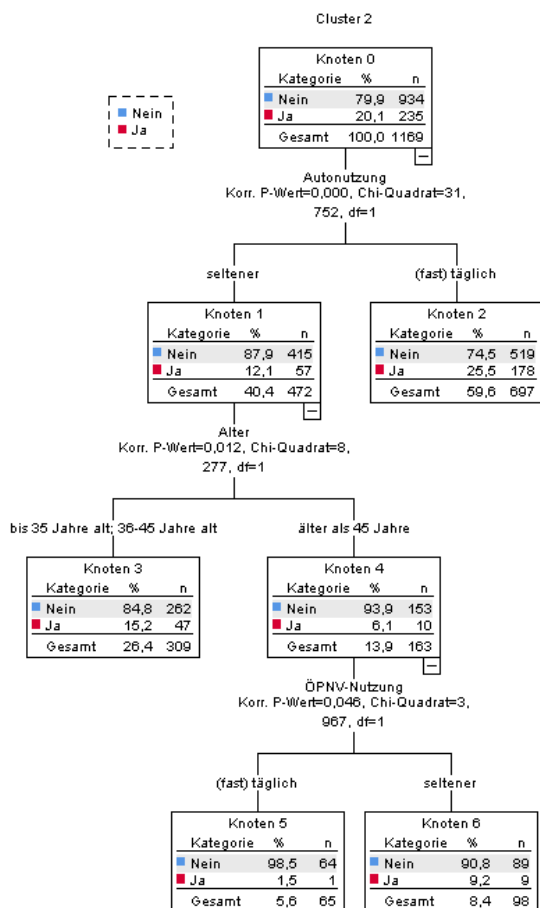 Cluster 2
Nein
Ja
Knoten 0
Kategorie % n
Nein 79,9 934
Ja 20,1 235
Gesamt 100,0 1169
Autonutzung
Korr. P-Wert=0,000, Chi-Quadrat=31,
752, df=1
seltener
(fast) täglich
Knoten 1
Kategorie % n
Nein 87,9 415
Ja 12,1 57
Gesamt 40,4 472
Knoten 2
Kategorie % n
Nein 74,5 519
Ja 25,5 178
Gesamt 59,6 697
Alter
Korr. P-Wert=0,012, Chi-Quadrat=8,
277, df=1
bis 35 Jahre alt; 36-45 Jahre alt
älter als 45 Jahre
Knoten 3
Kategorie % n
Nein 84,8 262
Ja 15,2 47
Gesamt 26,4 309
Knoten 4
Kategorie % n
Nein 93,9 153
Ja 6,1 10
Gesamt 13,9 163
ÖPNV-Nutzung
Korr. P-Wert=0,046, Chi-Quadrat=3,
967, df=1
(fast) täglich
seltener
Knoten 5
Kategorie % n
Nein 98,5 64
Ja 1,5 1
Gesamt 5,6 65
Knoten 6
Kategorie % n
Nein 90,8 89
Ja 9,2 9
Gesamt 8,4 98